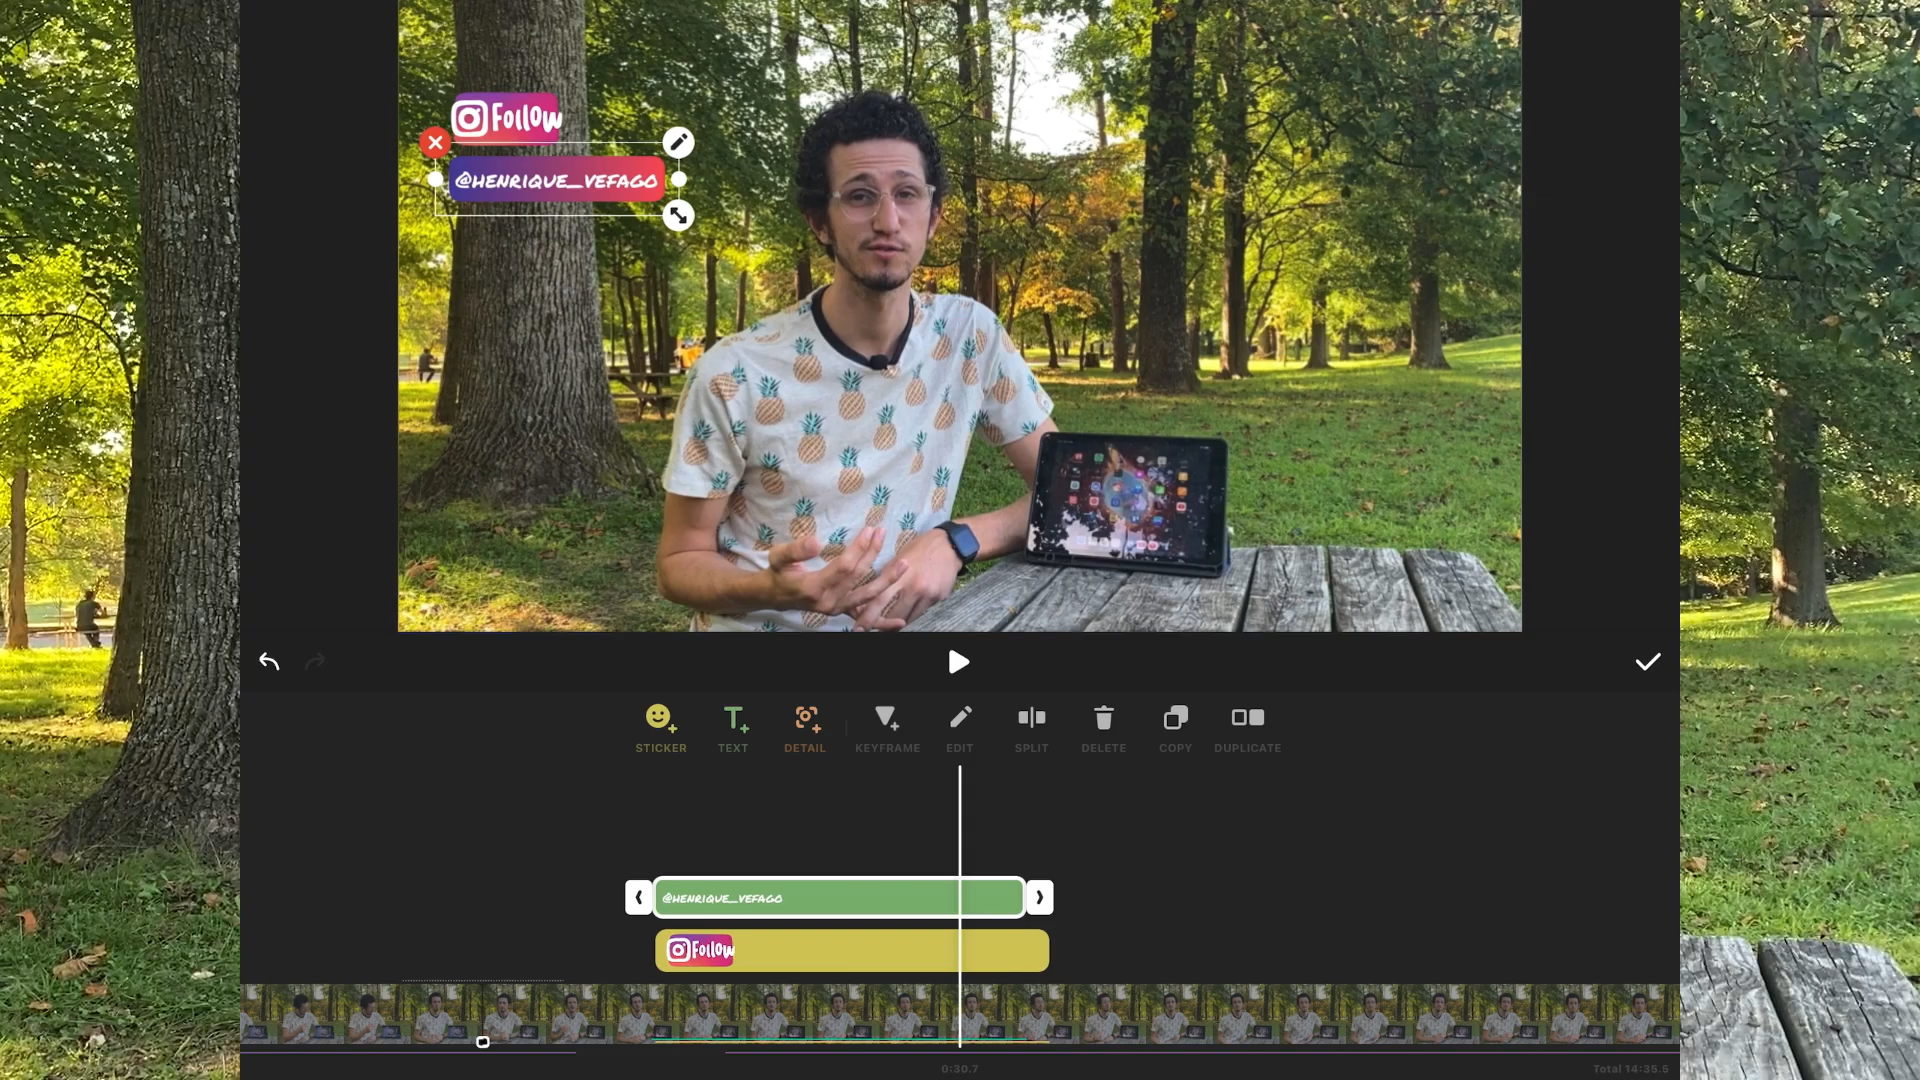 Follow
@HENRIQUE_VEFAGO
STICKER TEXT DETAIL KEYFRAME EDIT SPLIT DELETE COPY DUPLICATE
@HENRIQUE_VEFAGO
Follow
0:30.7
Total 14:35.5